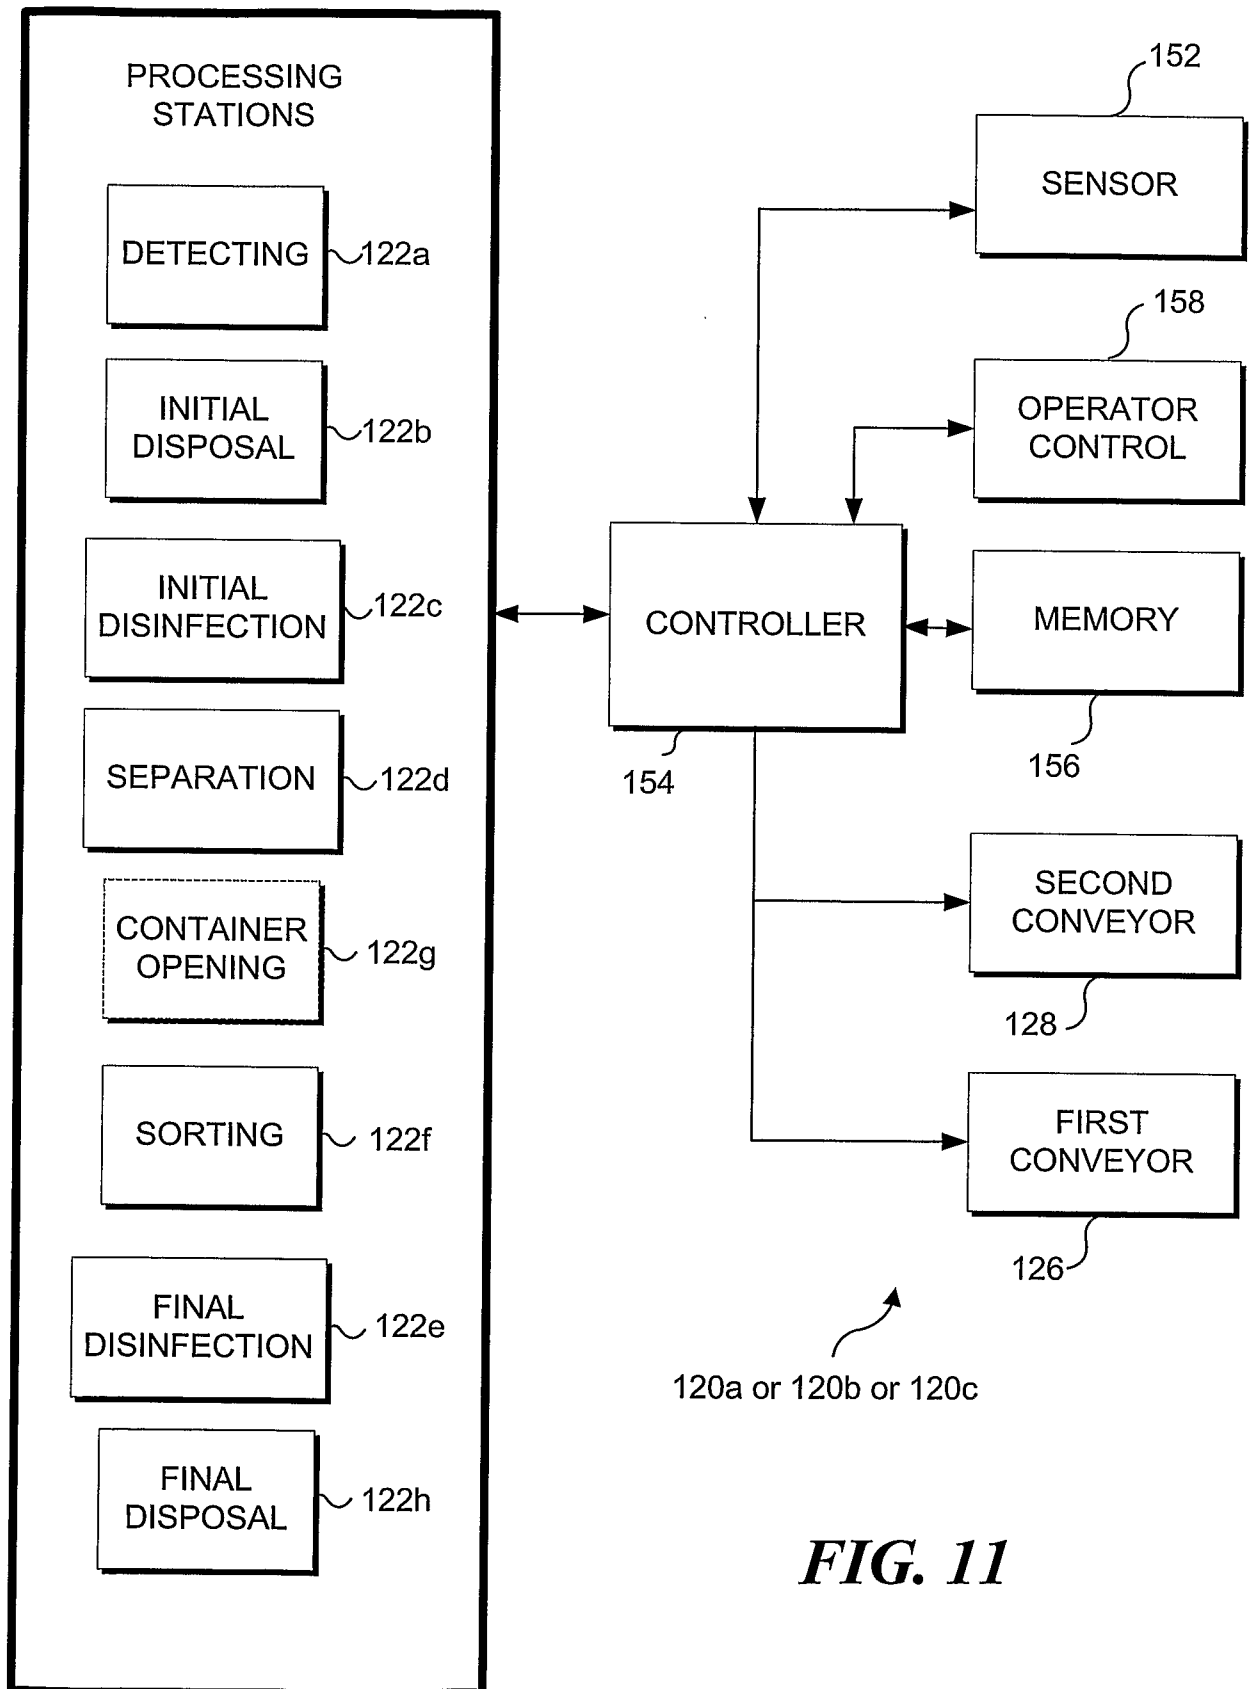 PROCESSING
STATIONS
DETECTING
122a
INITIAL
DISPOSAL
122b
INITIAL
DISINFECTION
122c
SEPARATION
122d
CONTAINER
OPENING
122g
SORTING
122f
FINAL
DISINFECTION
122e
FINAL
DISPOSAL
122h
152
SENSOR
158
OPERATOR
CONTROL
CONTROLLER
154
MEMORY
156
SECOND
CONVEYOR
128
FIRST
CONVEYOR
126
120a or 120b or 120c
FIG. 11